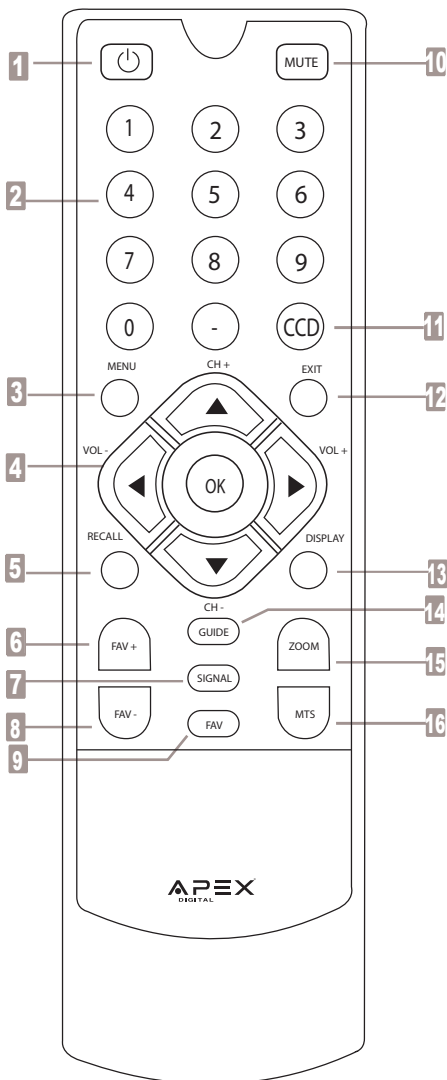 1 MUTE 10
1 2 3
2 4 5 6
7 8 9
0 - CCD 11
MENU CH + EXIT
3 12
VOL - VOL +
4 OK
RECALL DISPLAY
5 13
CH - 14
6 FAV + GUIDE ZOOM 15
7 SIGNAL
8 FAV - MTS 16
9 FAV
APEX
DIGITAL